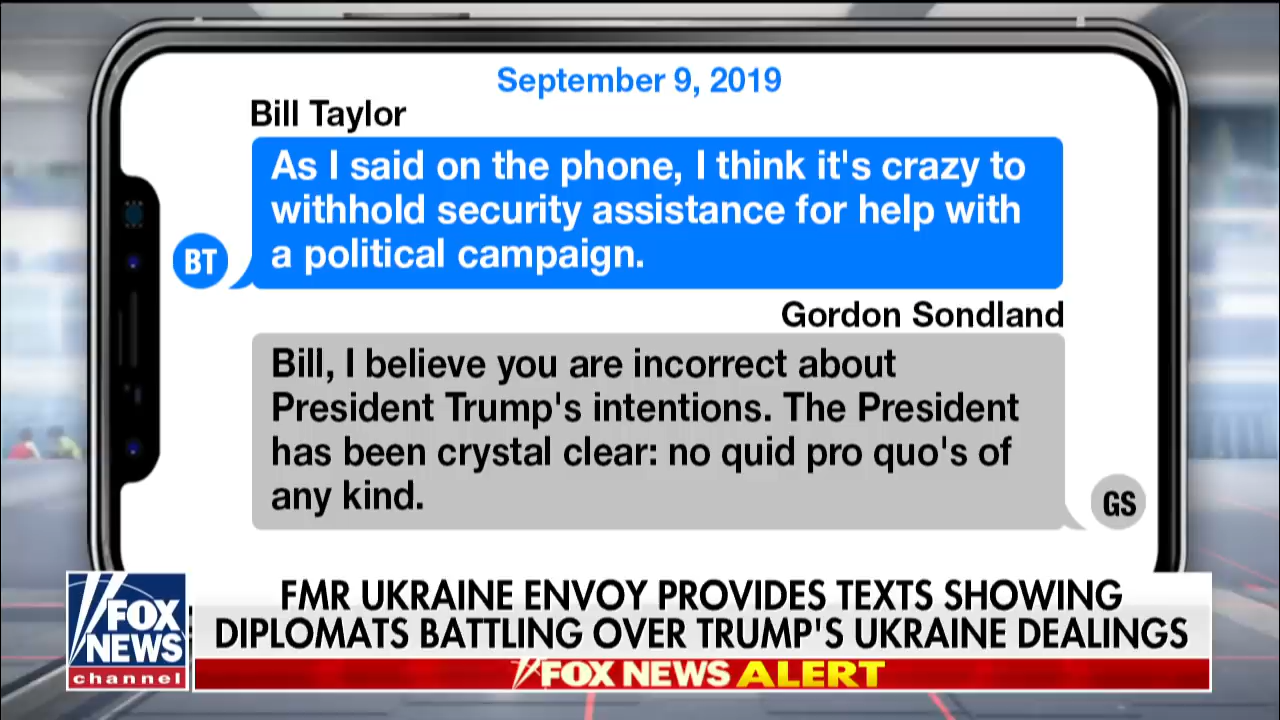 September 9, 2019
Bill Taylor
As I said on the phone, I think it's crazy to
withhold security assistance for help with
a political campaign.
BT
Gordon Sondland
Bill, I believe you are incorrect about
President Trump's intentions. The President
has been crystal clear: no quid pro quo's of
any kind.
GS
FMR UKRAINE ENVOY PROVIDES TEXTS SHOWING
DIPLOMATS BATTLING OVER TRUMP'S UKRAINE DEALINGS
FOX
NEWS
channel
FOX NEWS ALERT